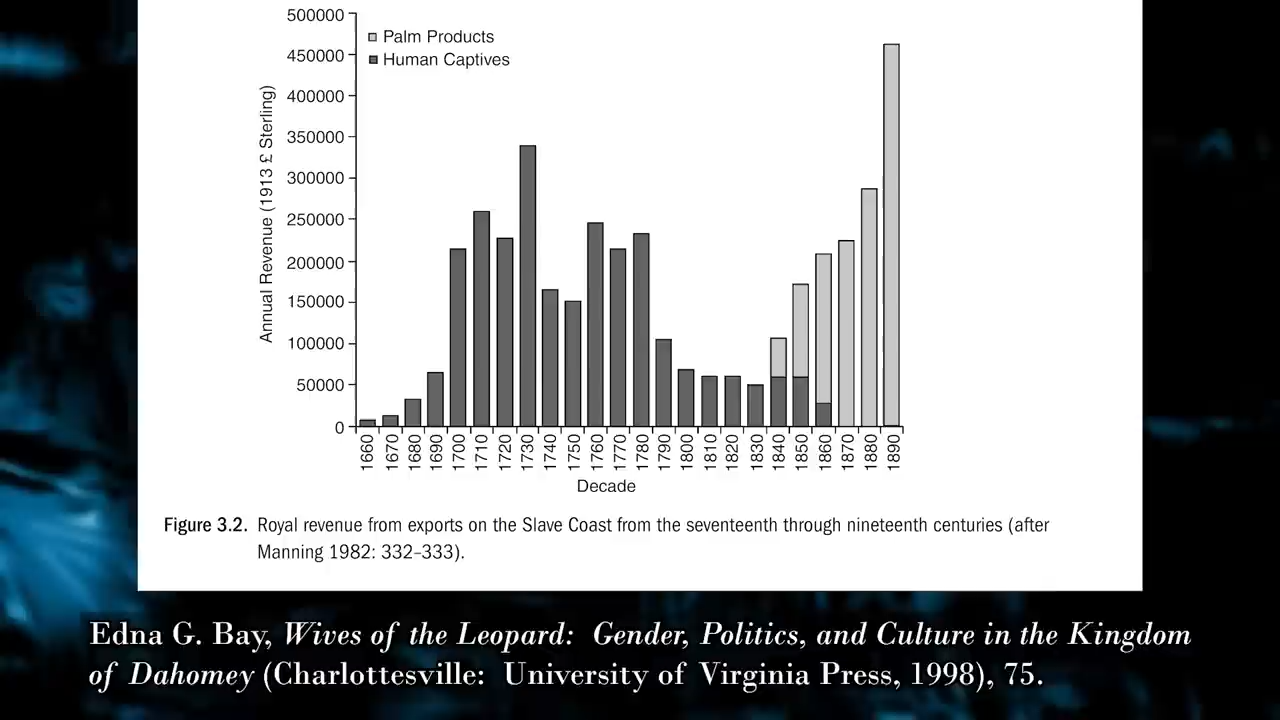 500000
450000
400000
350000
300000
250000
200000
150000
100000
50000
0
Annual Revenue (1913 £ Sterling)
Palm Products
Human Captives
1660 1670 1680 1690 1700 1710 1720 1730 1740 1750 1760 1770 1780 1790 1800 1810 1820 1830 1840 1850 1860 1870 1880 1890
Decade
Figure 3.2. Royal revenue from exports on the Slave Coast from the seventeenth through nineteenth centuries (after
Manning 1982: 332–333).
Edna G. Bay, Wives of the Leopard: Gender, Politics, and Culture in the Kingdom
of Dahomey (Charlottesville: University of Virginia Press, 1998), 75.